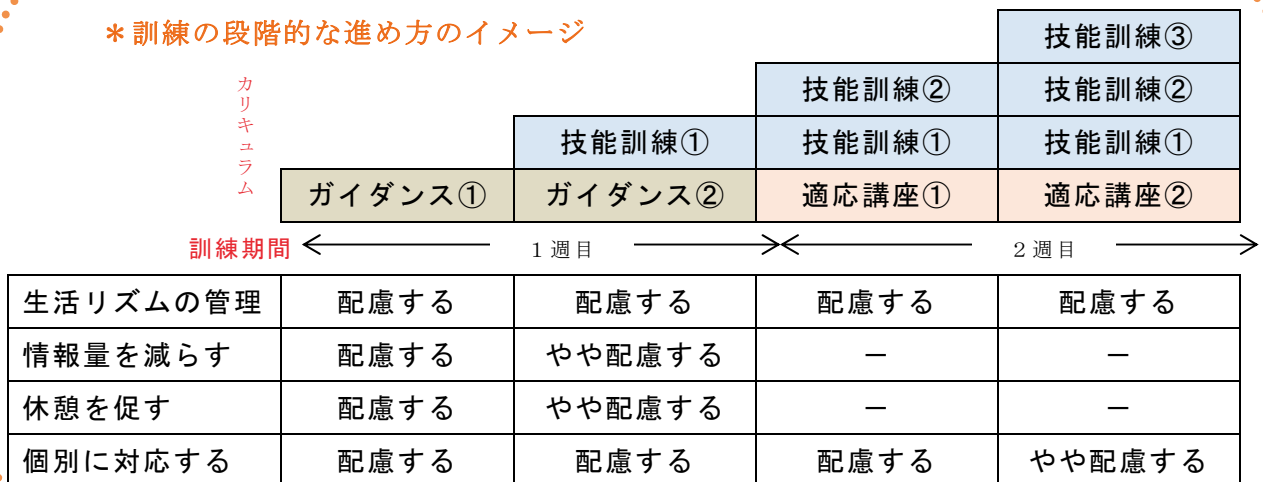 ＊訓練の段階的な進め方のイメージ
カリキュラム
技能訓練③
技能訓練② 技能訓練②
技能訓練① 技能訓練① 技能訓練①
ガイダンス① ガイダンス② 適応講座① 適応講座②
訓練期間 1週目 2週目
生活リズムの管理 配慮する 配慮する 配慮する 配慮する
情報量を減らす 配慮する やや配慮する － －
休憩を促す 配慮する やや配慮する － －
個別に対応する 配慮する 配慮する 配慮する やや配慮する